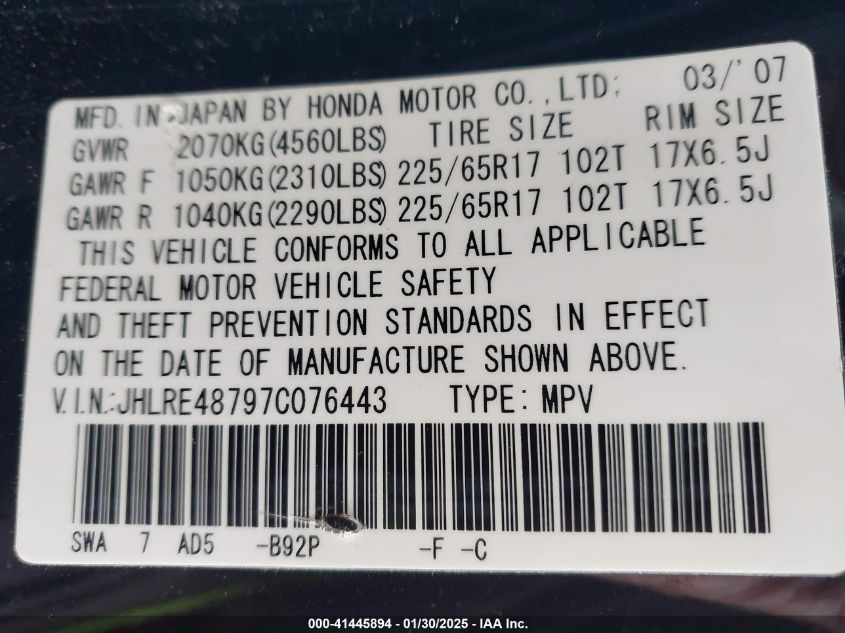 MFD. IN JAPAN BY HONDA MOTOR CO., LTD; 03/'07
GVWR 2070KG(4560LBS) TIRE SIZE RIM SIZE
GAWR F 1050KG(2310LBS) 225/65R17 102T 17X6.5J
GAWR R 1040KG(2290LBS) 225/65R17 102T 17X6.5J
THIS VEHICLE CONFORMS TO ALL APPLICABLE
FEDERAL MOTOR VEHICLE SAFETY
AND THEFT PREVENTION STANDARDS IN EFFECT
ON THE DATE OF MANUFACTURE SHOWN ABOVE.
V.I.N.:JHLRE48797C076443 TYPE: MPV
SWA 7 AD5 -B92P -F -C
000-41445894 - 01/30/2025 - IAA Inc.